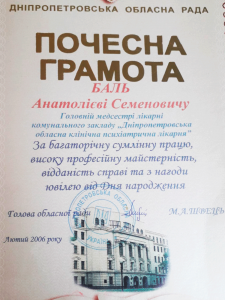 ДНІПРОПЕТРОВСЬКА ОБЛАСНА РАДА
ПОЧЕСНА
ГРАМОТА
БАЛЬ
Анатолієві Семеновичу
Головній медсестрі лікарні
комунального закладу „Дніпропетровська
обласна клінічна психіатрична лікарня"
За багаторічну сумлінну працю,
високу професійну майстерність,
відданість справі та з нагоди
ювілею від Дня народження
Голова обласної ради
М.А.ШВЕЦЬ
Лютий 2006 року